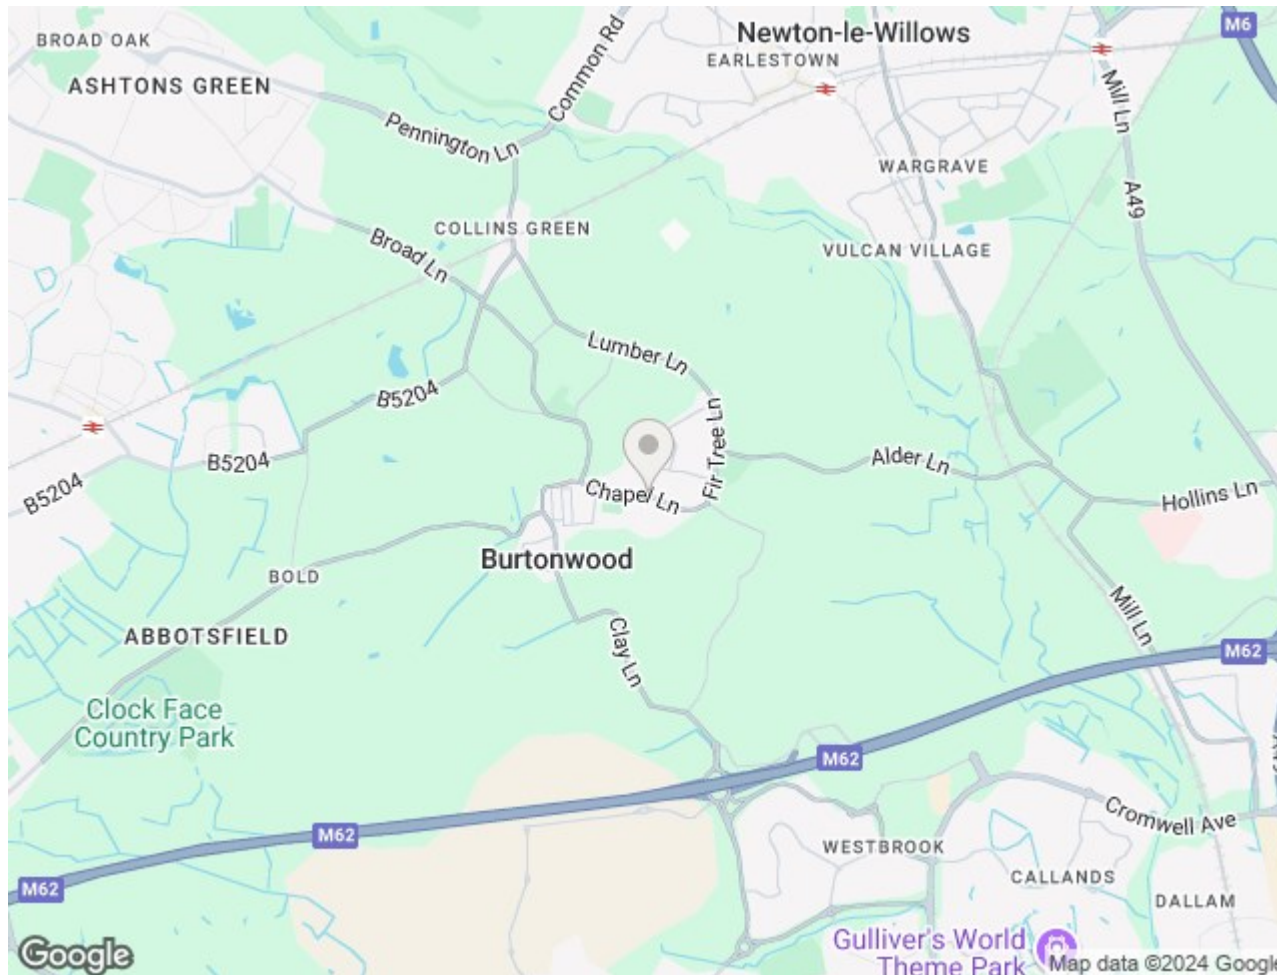 BROAD OAK
Newton-le-Willows
M6
EARLESTOWN
ASHTONS GREEN
Common Rd
Mill Ln
Pennington Ln
WARGRAVE
A49
COLLINS GREEN
Broad Ln
VULCAN VILLAGE
Lumber Ln
B5204
Fir Tree Ln
B5204
Alder Ln
B5204
Chapel Ln
Hollins Ln
Burtonwood
BOLD
Mill Ln
ABBOTSFIELD
Clay Ln
M62
Clock Face
Country Park
M62
Cromwell Ave
M62
WESTBROOK
CALLANDS
M62
DALLAM
Gulliver's World
Theme Park
Google
Map data ©2024 Google